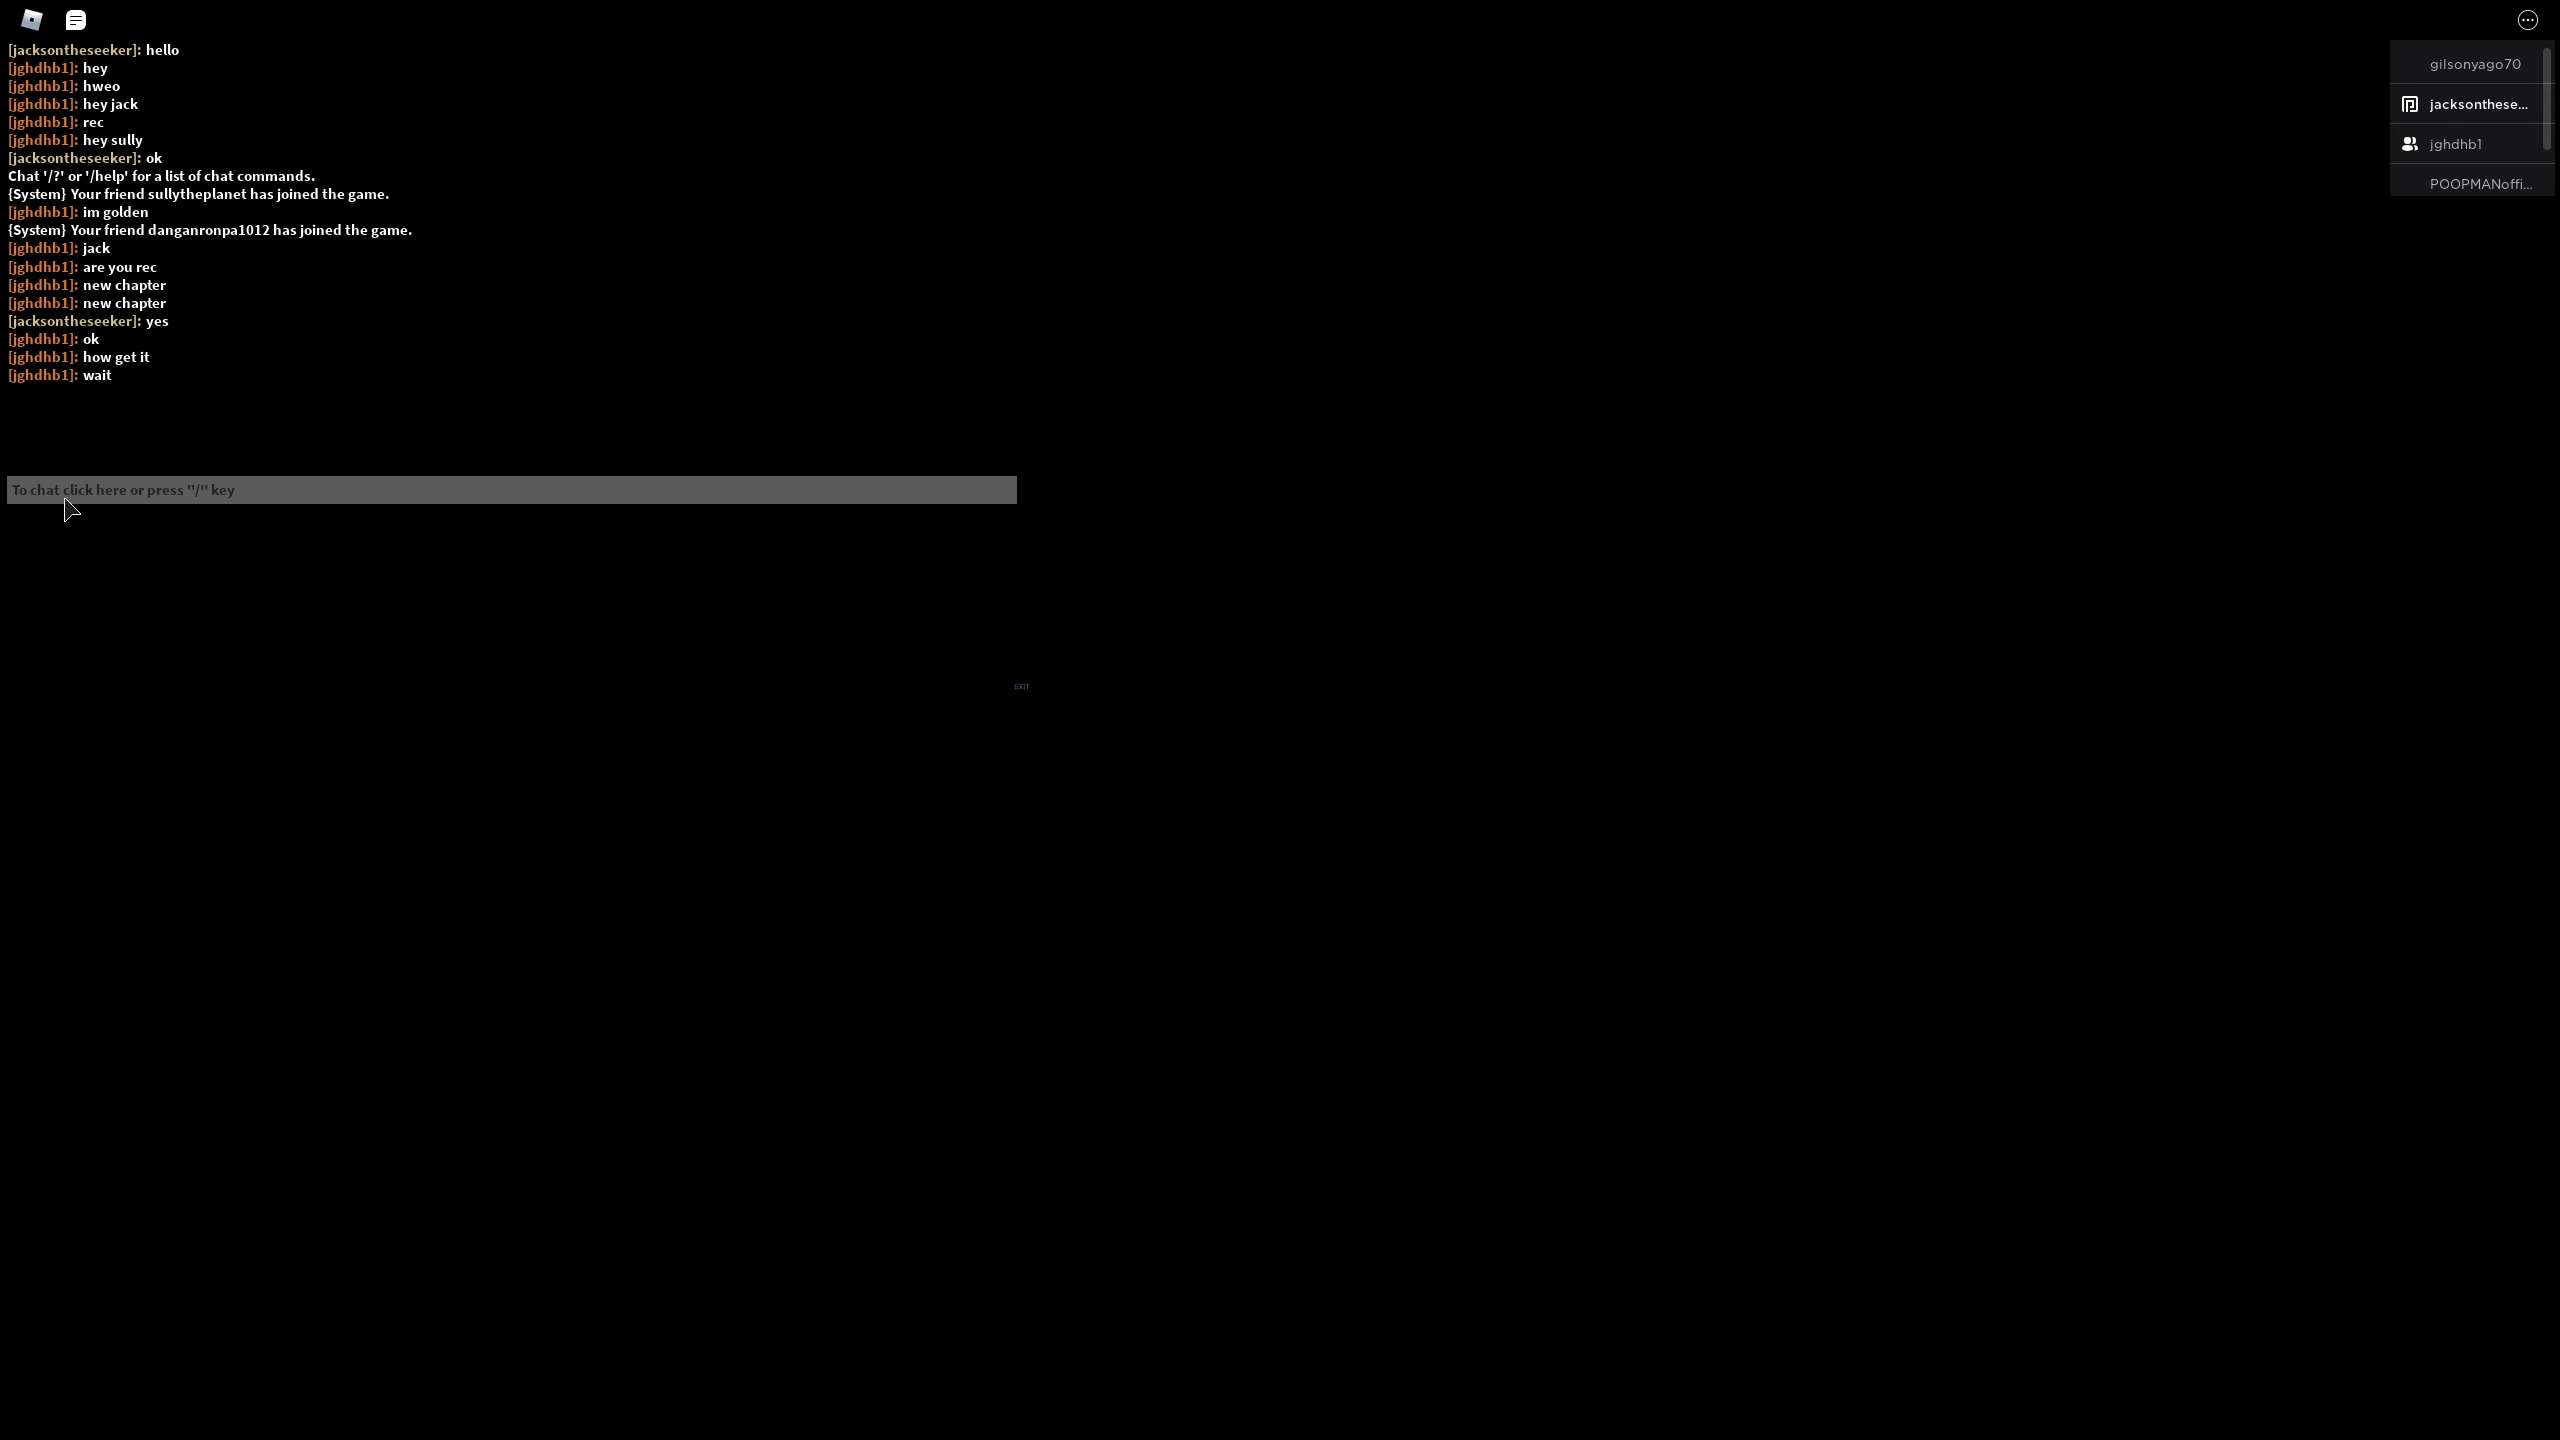 [jacksontheseeker]: hello
[jghdhb1]: hey
[jghdhb1]: hweo
[jghdhb1]: hey jack
[jghdhb1]: rec
[jghdhb1]: hey sully
[jacksontheseeker]: ok
Chat '/?' or '/help' for a list of chat commands.
{System} Your friend sullytheplanet has joined the game.
[jghdhb1]: im golden
{System} Your friend danganronpa1012 has joined the game.
[jghdhb1]: jack
[jghdhb1]: are you rec
[jghdhb1]: new chapter
[jghdhb1]: new chapter
[jacksontheseeker]: yes
[jghdhb1]: ok
[jghdhb1]: how get it
[jghdhb1]: wait
To chat click here or press "/" key
EXIT
gilsonyago70
jacksonthese...
jghdhb1
POOPMANoffi...